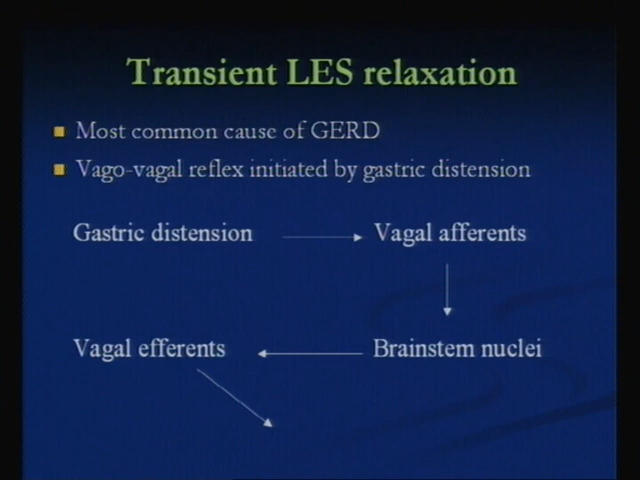 Transient LES relaxation
Most common cause of GERD
Vago-vagal reflex initiated by gastric distension
Gastric distension
Vagal afferents
Vagal efferents
Brainstem nuclei